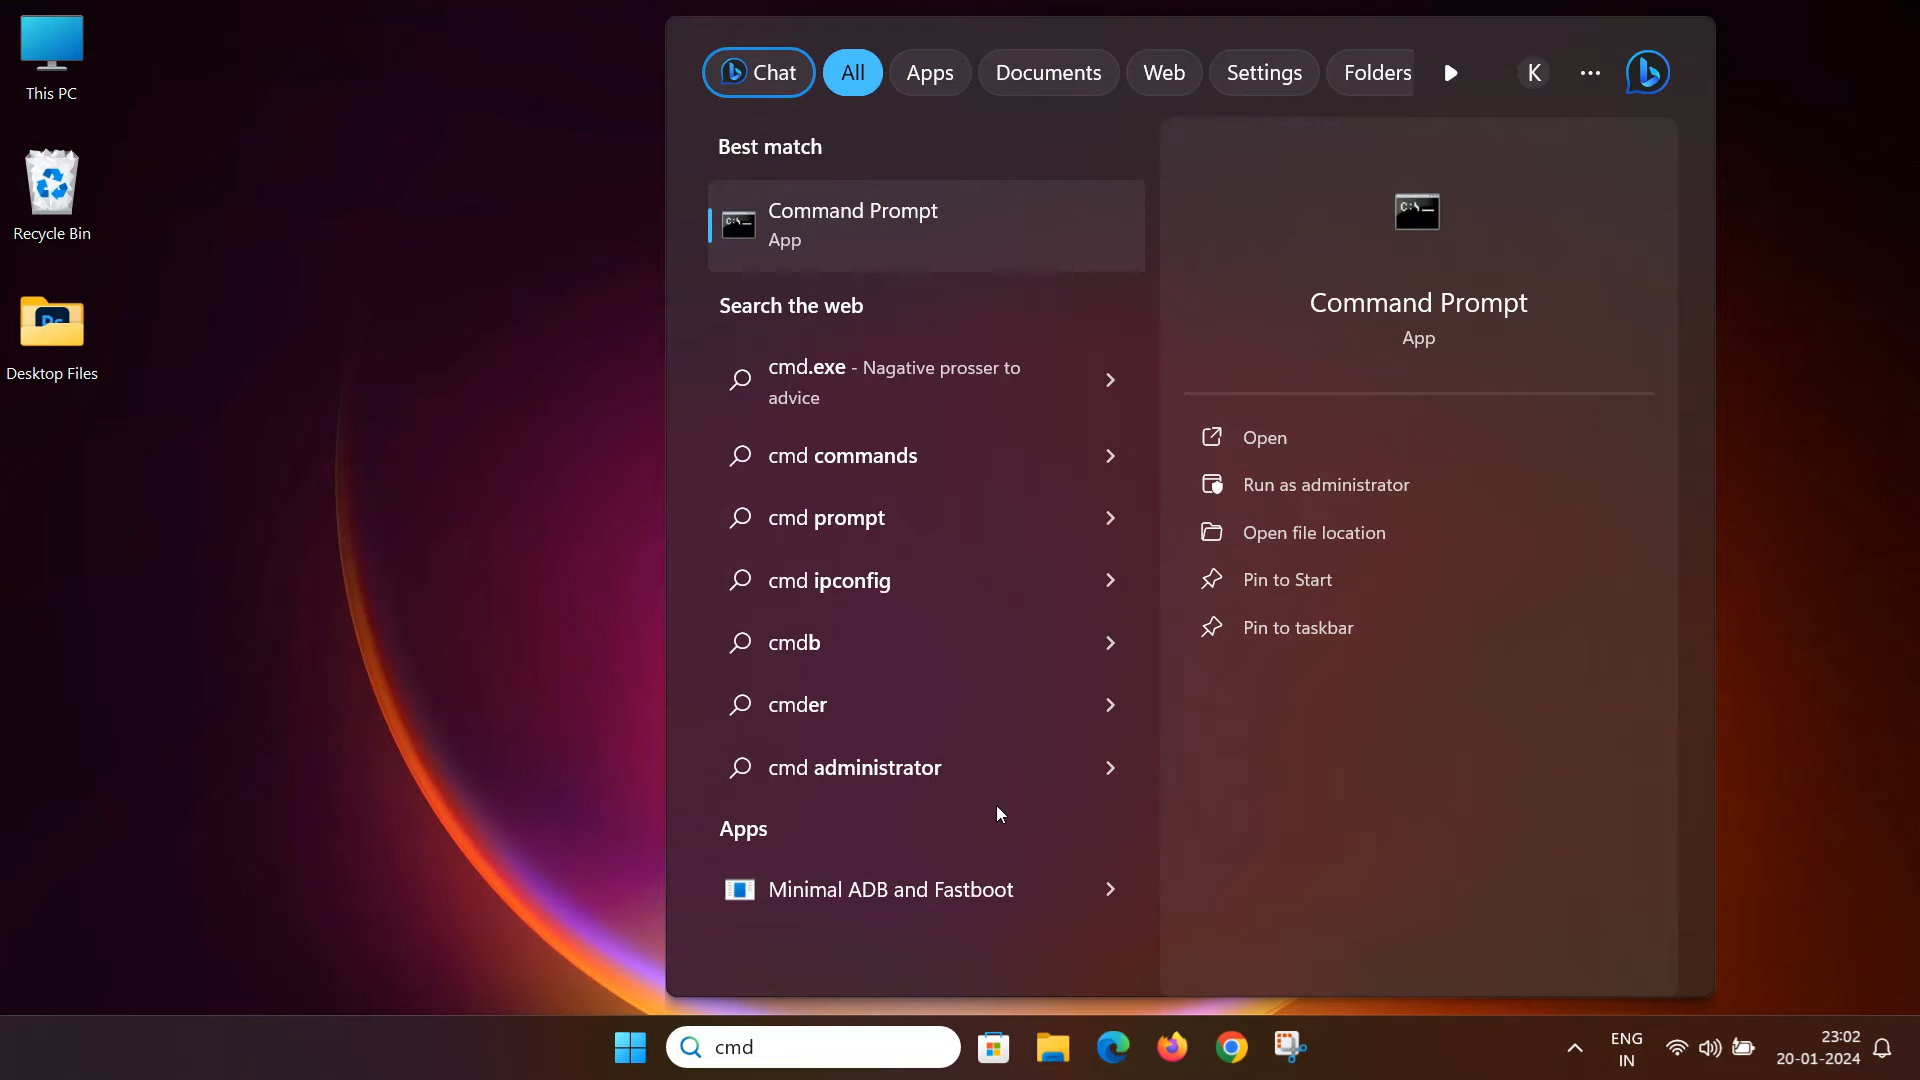 This PC
Recycle Bin
Ps
Desktop Files
Chat
All
Apps
Documents
Web
Settings
Folders
K
Best match
Command Prompt
App
Search the web
cmd.exe - Nagative prosser to
advice
cmd commands
cmd prompt
cmd ipconfig
cmdb
cmder
cmd administrator
Apps
Minimal ADB and Fastboot
Command Prompt
App
Open
Run as administrator
Open file location
Pin to Start
Pin to taskbar
cmd
ENG
IN
23:02
20-01-2024